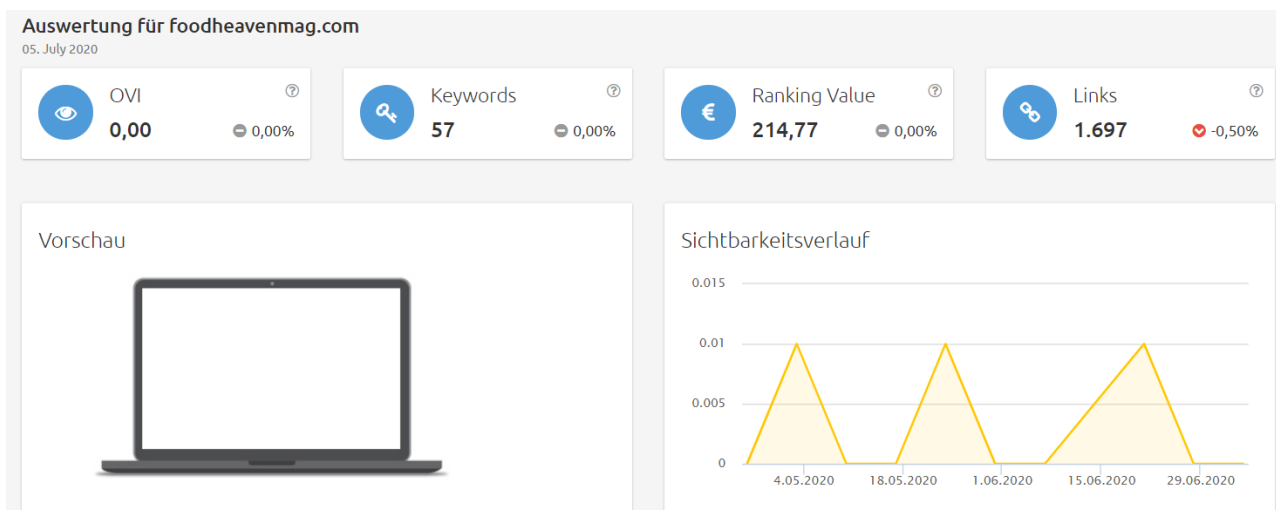 Auswertung für foodheavenmag.com
05. July 2020
OVI
0,00
0,00%
Keywords
57
0,00%
Ranking Value
214,77
0,00%
Links
1.697
-0,50%
Vorschau
Sichtbarkeitsverlauf
0.015
0.01
0.005
0
4.05.2020 18.05.2020 1.06.2020 15.06.2020 29.06.2020